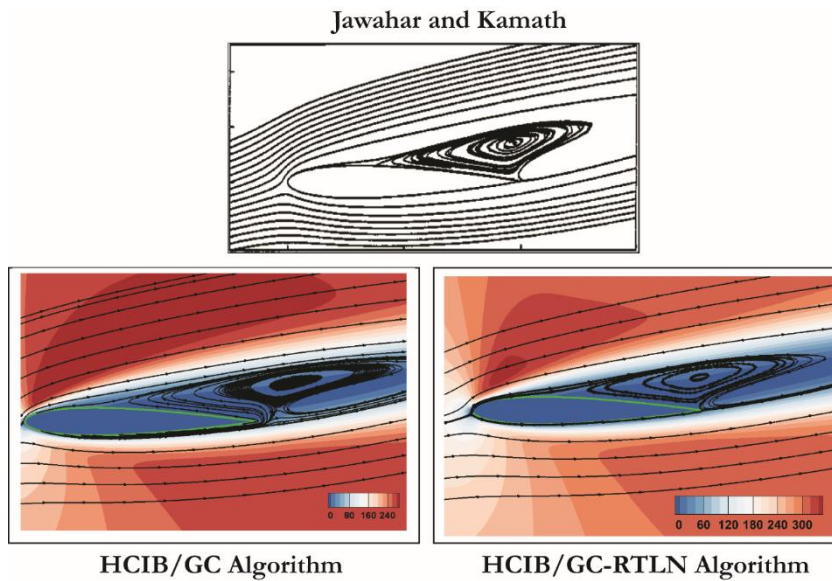 Jawahar and Kamath
0 80 160 240
0 60 120 180 240 300
HCIB/GC Algorithm
HCIB/GC-RTLN Algorithm